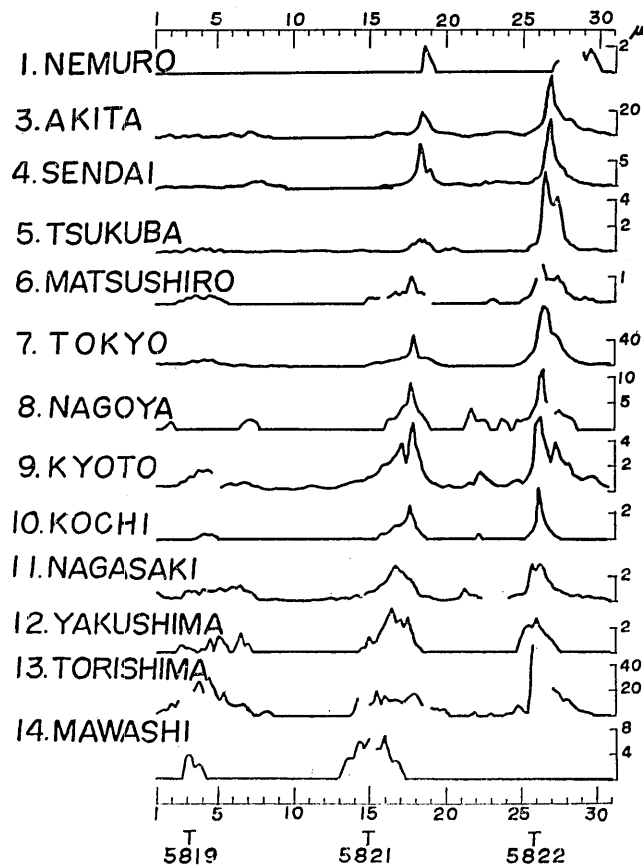 1 5 10 15 20 25 30 μ
1. NEMURO 2
3. AKITA 20
4. SENDAI 5
5. TSUKUBA 4 2
6. MATSUSHIRO 1
7. TOKYO 40
8. NAGOYA 10 5
9. KYOTO 4 2
10. KOCHI 2
11. NAGASAKI 2
12. YAKUSHIMA 2
13. TORISHIMA 40 20
14. MAWASHI 8 4
1 5 10 15 20 25 30
T T T
5819 5821 5822